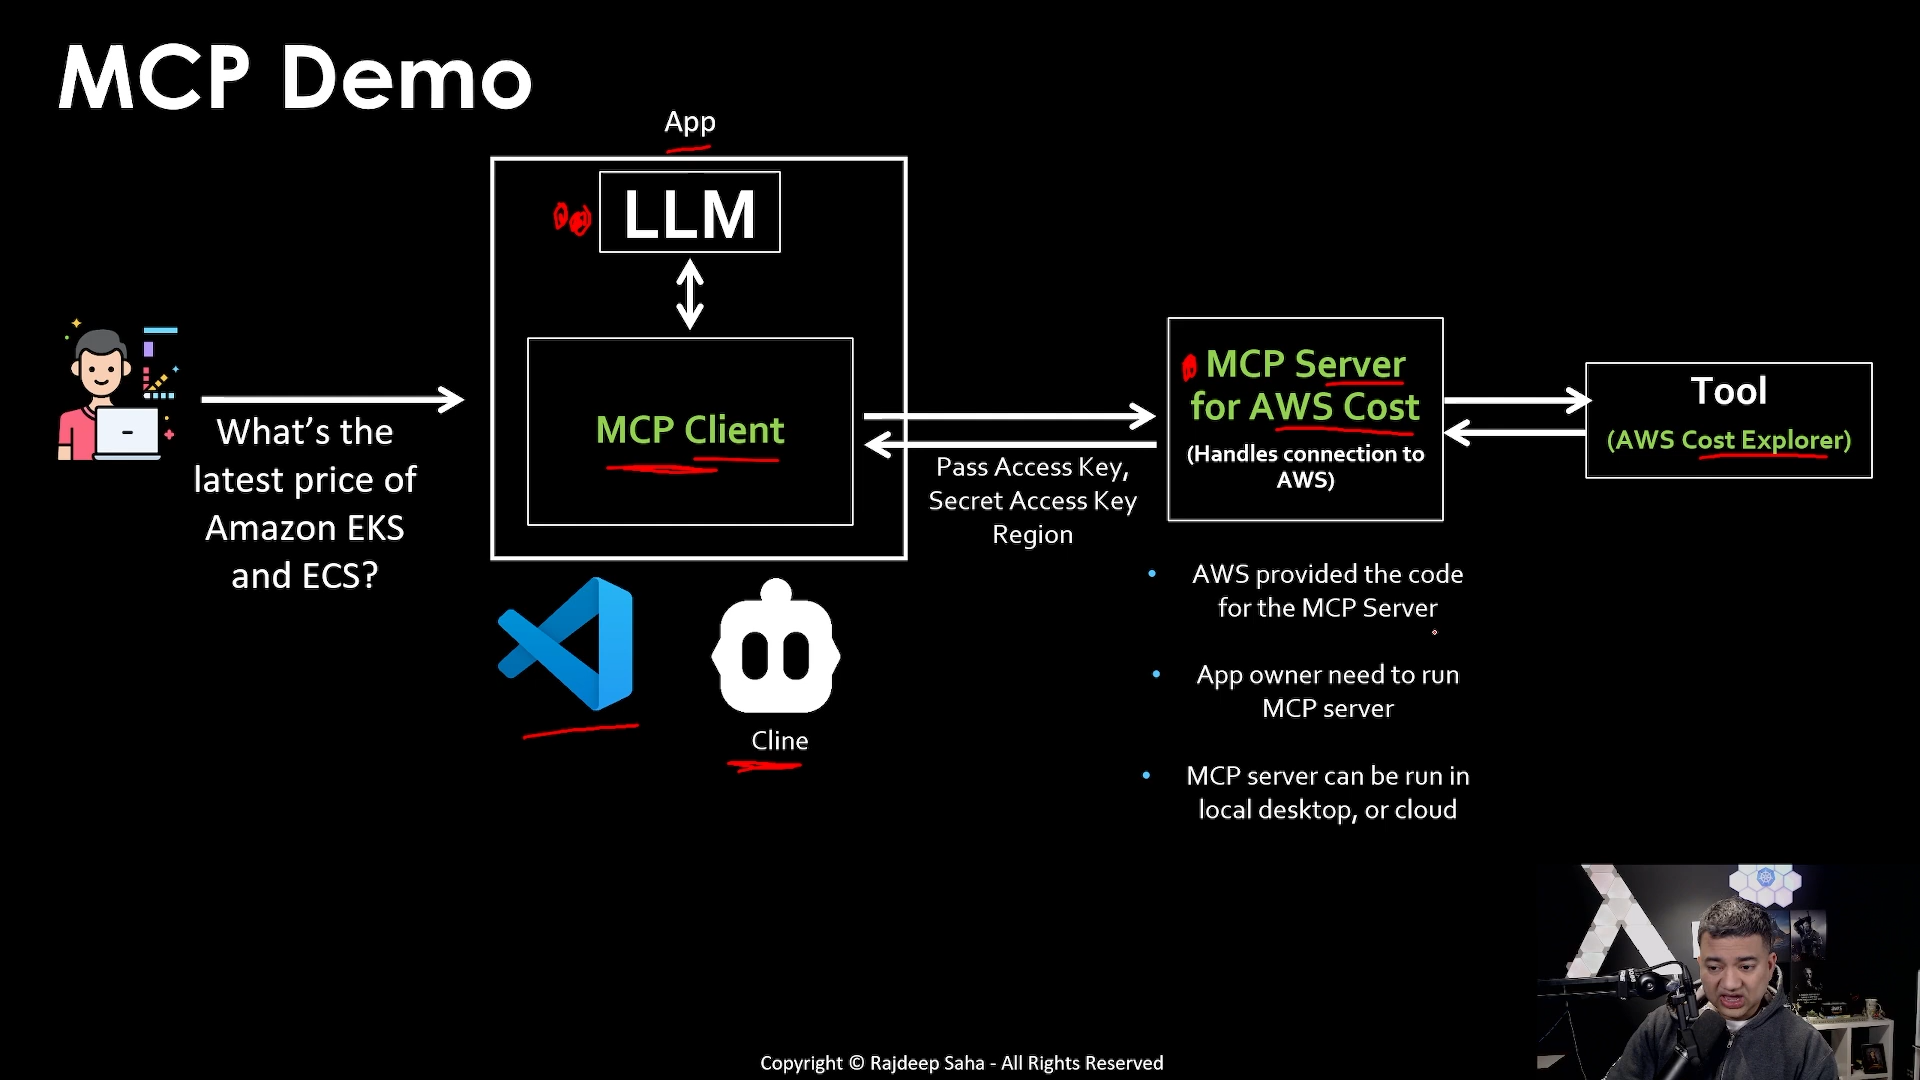 MCP Demo
App
LLM
MCP Client
What's the
latest price of
Amazon EKS
and ECS?
Cline
Pass Access Key,
Secret Access Key
Region
MCP Server
for AWS Cost
(Handles connection to
AWS)
Tool
(AWS Cost Explorer)
• AWS provided the code
for the MCP Server
• App owner need to run
MCP server
• MCP server can be run in
local desktop, or cloud
Copyright © Rajdeep Saha - All Rights Reserved